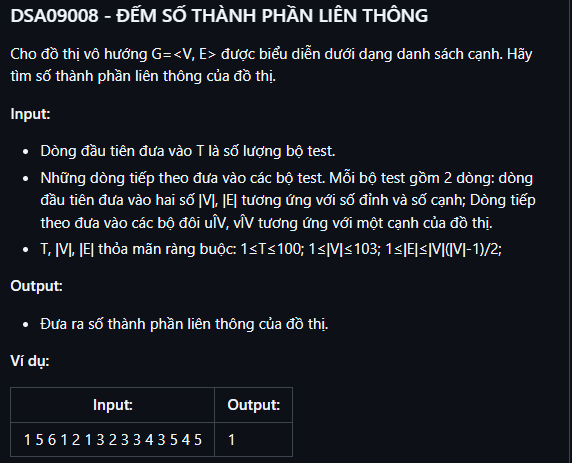 DSA09008 - ĐẾM SỐ THÀNH PHẦN LIÊN THÔNG
Cho đồ thị vô hướng G=<V, E> được biểu diễn dưới dạng danh sách cạnh. Hãy
tìm số thành phần liên thông của đồ thị.
Input:
• Dòng đầu tiên đưa vào T là số lượng bộ test.
• Những dòng tiếp theo đưa vào các bộ test. Mỗi bộ test gồm 2 dòng: dòng
đầu tiên đưa vào hai số |V|, |E| tương ứng với số đỉnh và số cạnh; Dòng tiếp
theo đưa vào các bộ đôi uÎV, vÎV tương ứng với một cạnh của đồ thị.
• T, |V|, |E| thỏa mãn ràng buộc: 1≤T≤100; 1≤|V|≤103; 1≤|E|≤|V|(|V|-1)/2;
Output:
• Đưa ra số thành phần liên thông của đồ thị.
Ví dụ:
Input: Output:
1 5 6 1 2 1 3 2 3 3 4 3 5 4 5 1